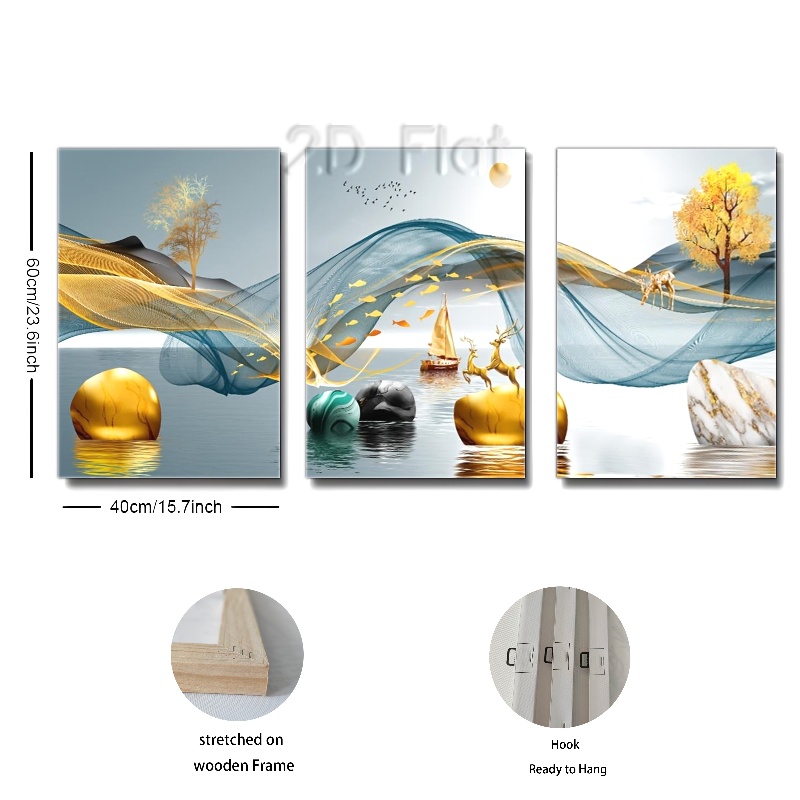 2D Flat
60cm/23.6inch
40cm/15.7inch
stretched on
wooden Frame
Hook
Ready to Hang